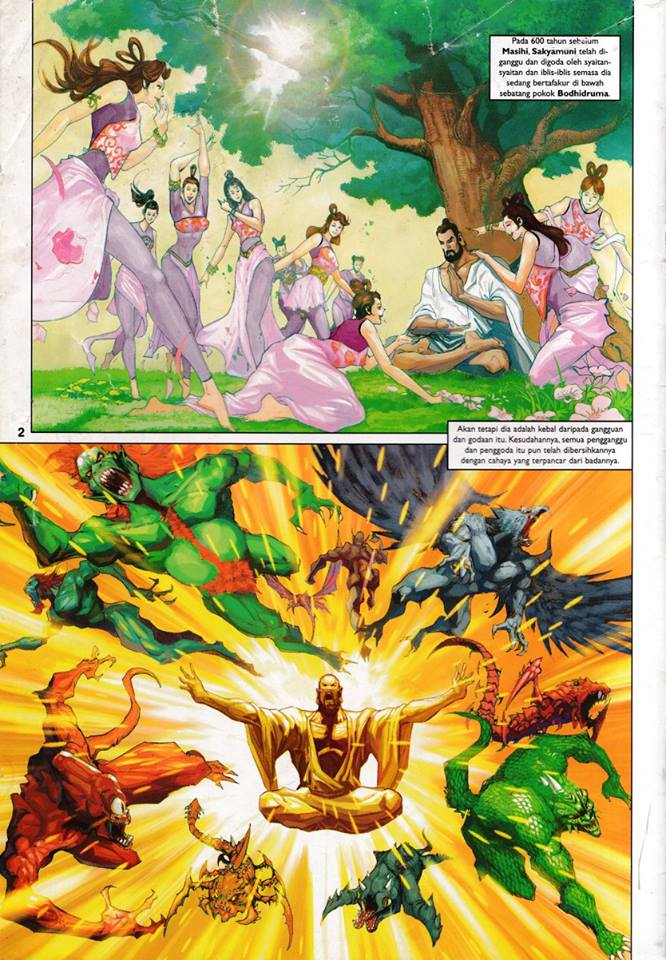 Pada 600 tahun sebelum
Masihi, Sakyamuni telah di-
ganggu dan digoda oleh syaitan-
syaitan dan iblis-iblis semasa dia
sedang bertafakur di bawah
sebatang pokok Bodhidruma.
2
Akan tetapi dia adalah kebal daripada gangguan
dan godaan itu. Kesudahannya, semua pengganggu
dan penggoda itu pun telah dibersihkannya
dengan cahaya yang terpancar dari badannya.